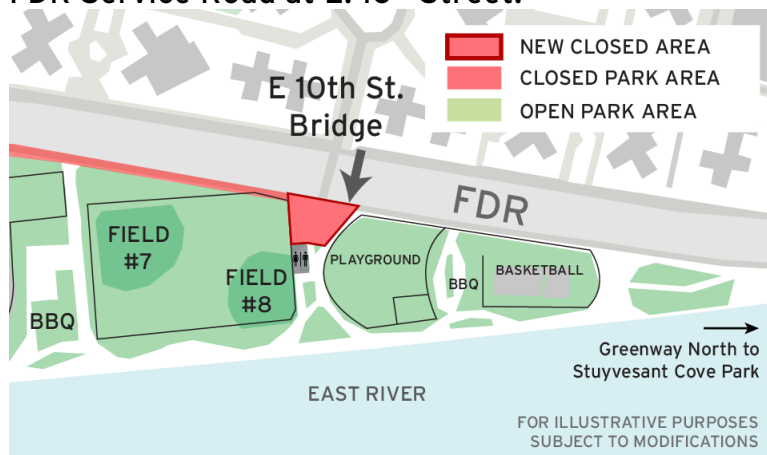 NEW CLOSED AREA
CLOSED PARK AREA
OPEN PARK AREA
E 10th St.
Bridge
FDR
FIELD
#7
FIELD
#8
PLAYGROUND
BBQ
BASKETBALL
BBQ
Greenway North to
Stuyvesant Cove Park
EAST RIVER
FOR ILLUSTRATIVE PURPOSES
SUBJECT TO MODIFICATIONS